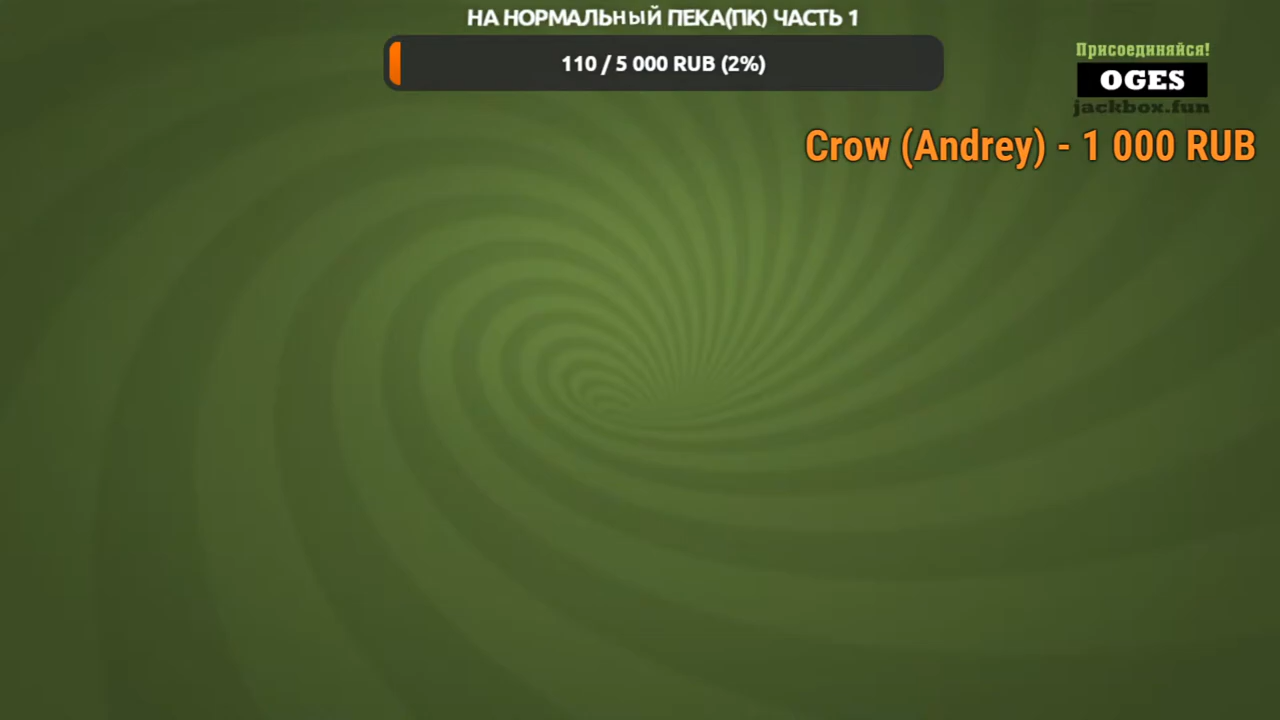 НА НОРМАЛЬНЫЙ ПЕКА(ПК) ЧАСТЬ 1
110 / 5 000 RUB (2%)
Присоединяйся!
OGES
jackbox.fun
Crow (Andrey) - 1 000 RUB